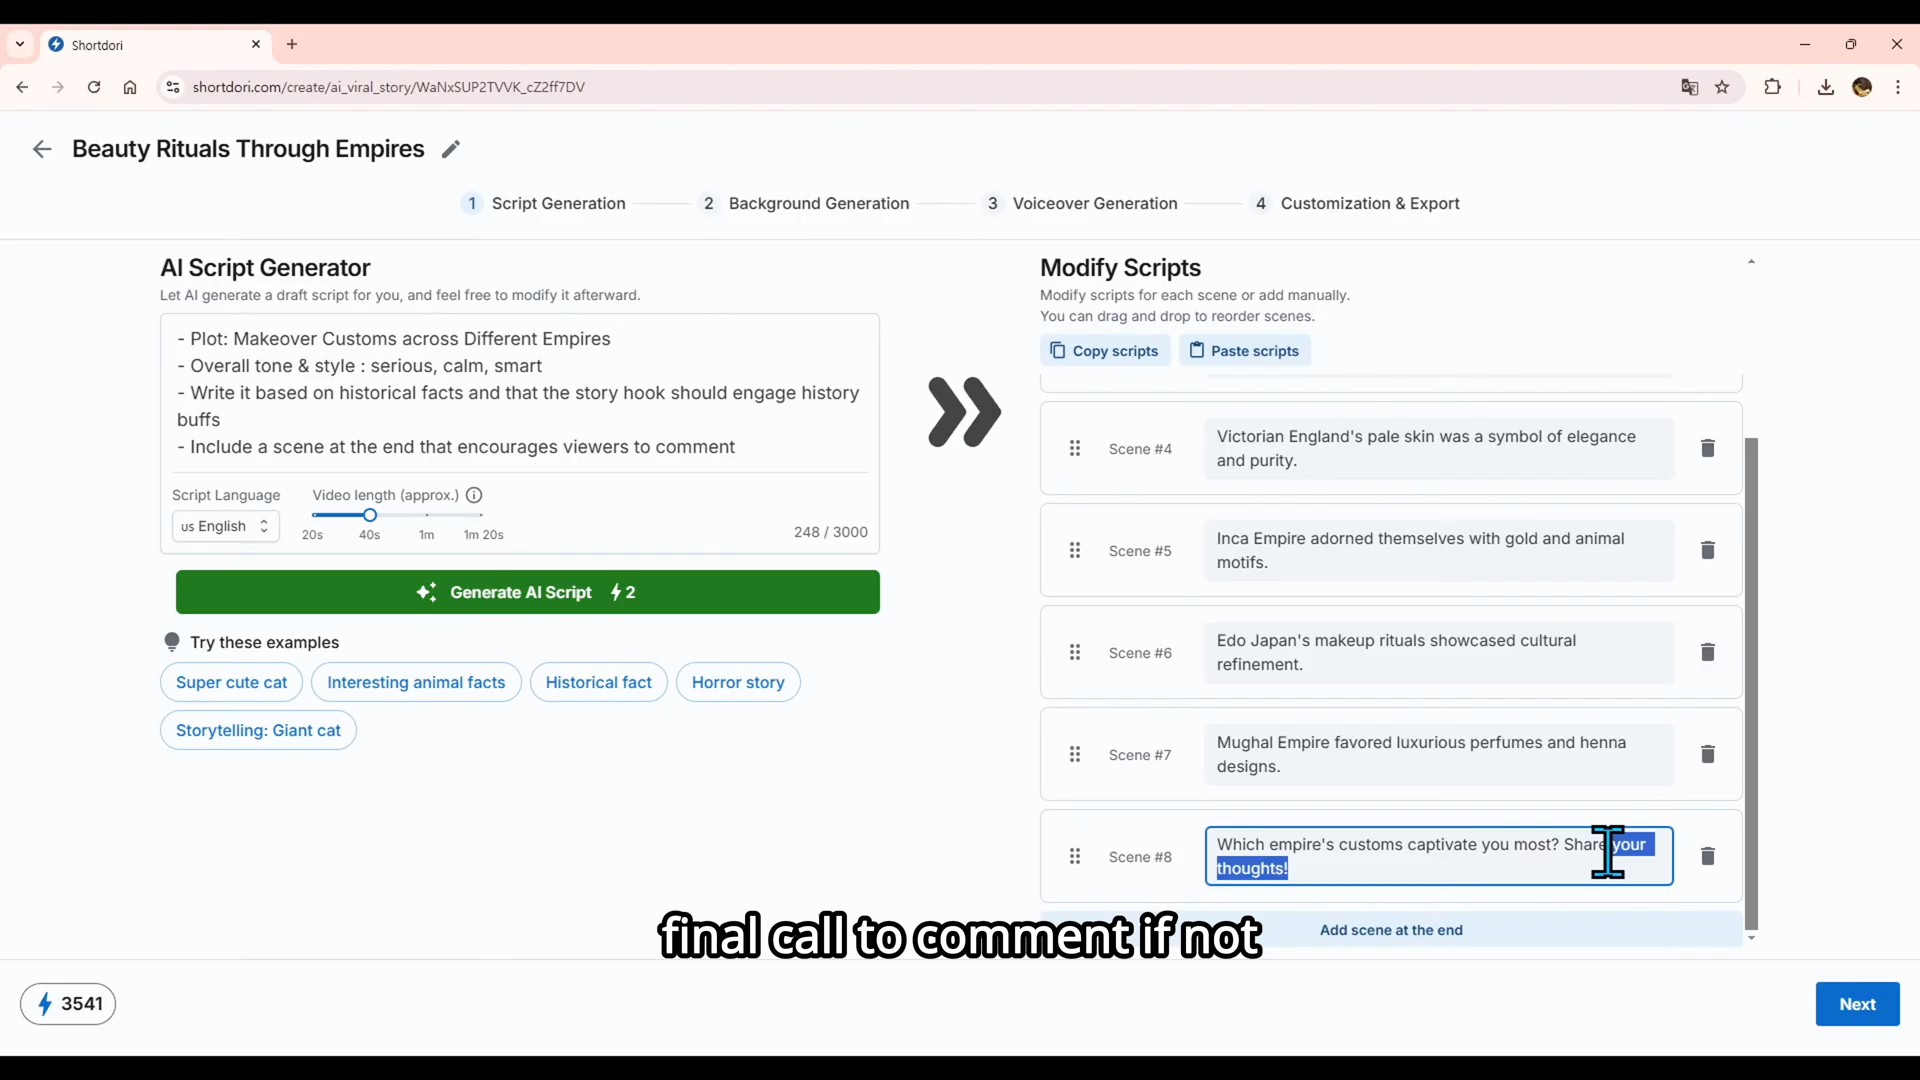 Shortdori
shortdori.com/create/ai_viral_story/WaNxSUP2TVVK_cZ2ff7DV
Beauty Rituals Through Empires
1 Script Generation
2 Background Generation
3 Voiceover Generation
4 Customization & Export
AI Script Generator
Let AI generate a draft script for you, and feel free to modify it afterward.
- Plot: Makeover Customs across Different Empires
- Overall tone & style : serious, calm, smart
- Write it based on historical facts and that the story hook should engage history
buffs
- Include a scene at the end that encourages viewers to comment
Script Language
us English
Video length (approx.)
20s 40s 1m 1m 20s
248 / 3000
Generate AI Script 2
Try these examples
Super cute cat
Interesting animal facts
Historical fact
Horror story
Storytelling: Giant cat
Modify Scripts
Modify scripts for each scene or add manually.
You can drag and drop to reorder scenes.
Copy scripts
Paste scripts
Scene #4
Victorian England's pale skin was a symbol of elegance
and purity.
Scene #5
Inca Empire adorned themselves with gold and animal
motifs.
Scene #6
Edo Japan's makeup rituals showcased cultural
refinement.
Scene #7
Mughal Empire favored luxurious perfumes and henna
designs.
Scene #8
Which empire's customs captivate you most? Share your
thoughts!
Add scene at the end
final call to comment if not
3541
Next